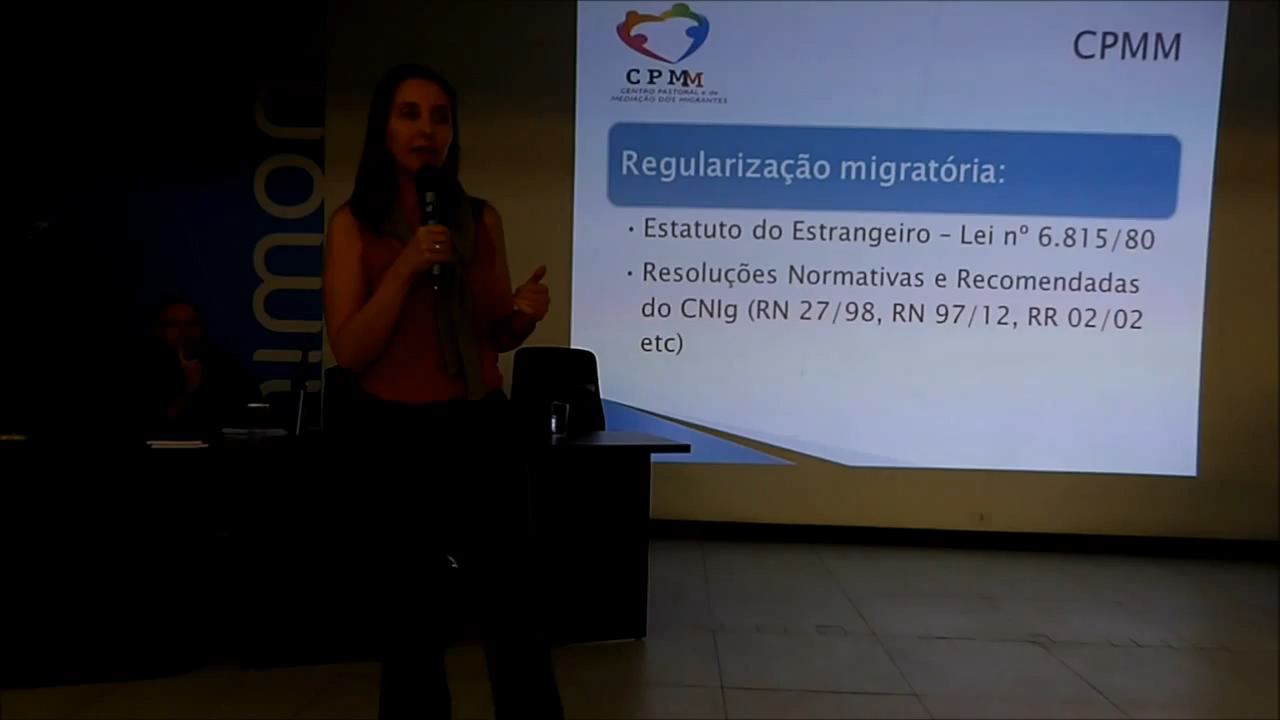 CPMM
CENTRO PASTORAL e de
MEDIAÇÃO DOS MIGRANTES
CPMM
Regularização migratória:
· Estatuto do Estrangeiro – Lei nº 6.815/80
· Resoluções Normativas e Recomendadas
do CNIg (RN 27/98, RN 97/12, RR 02/02
etc)